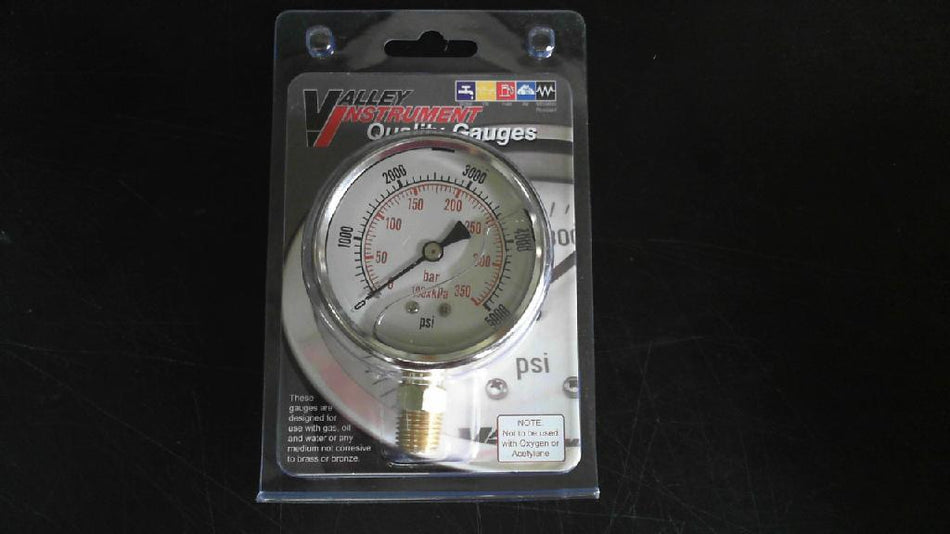 VALLEY
INSTRUMENT
Quality Gauges
2000
3000
150
200
1000
100
250
4000
50
300
0
bar
100xkPa
350
0
5000
psi
psi
These
gauges are
designed for
use with gas, oil
and water or any
medium not corrosive
to brass or bronze.
NOTE:
Not to be used
with Oxygen or
Acetylene